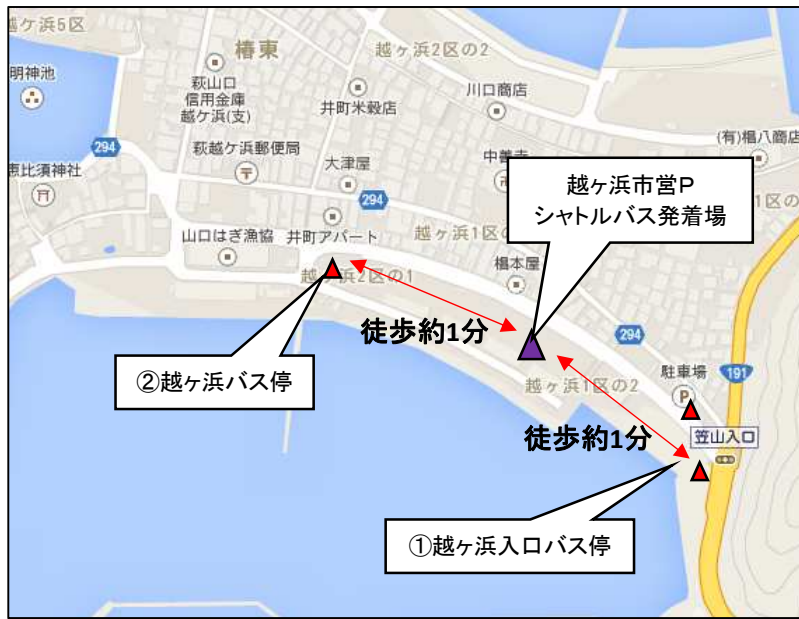 越ヶ浜5区
椿東
越ヶ浜2区の2
明神池
萩山口
信用金庫
越ケ浜(支)
井町米穀店
川口商店
294
萩越ケ浜郵便局
大津屋
(有)椙八商店
恵比須神社
294
越ヶ浜市営P
シャトルバス発着場
山口はぎ漁協
井町アパート
越ヶ浜1区
1区の
越ヶ浜2区の1
椙本屋
徒歩約1分
294
②越ヶ浜バス停
越ヶ浜1区の2
駐車場
191
P
徒歩約1分
笠山入口
①越ヶ浜入口バス停